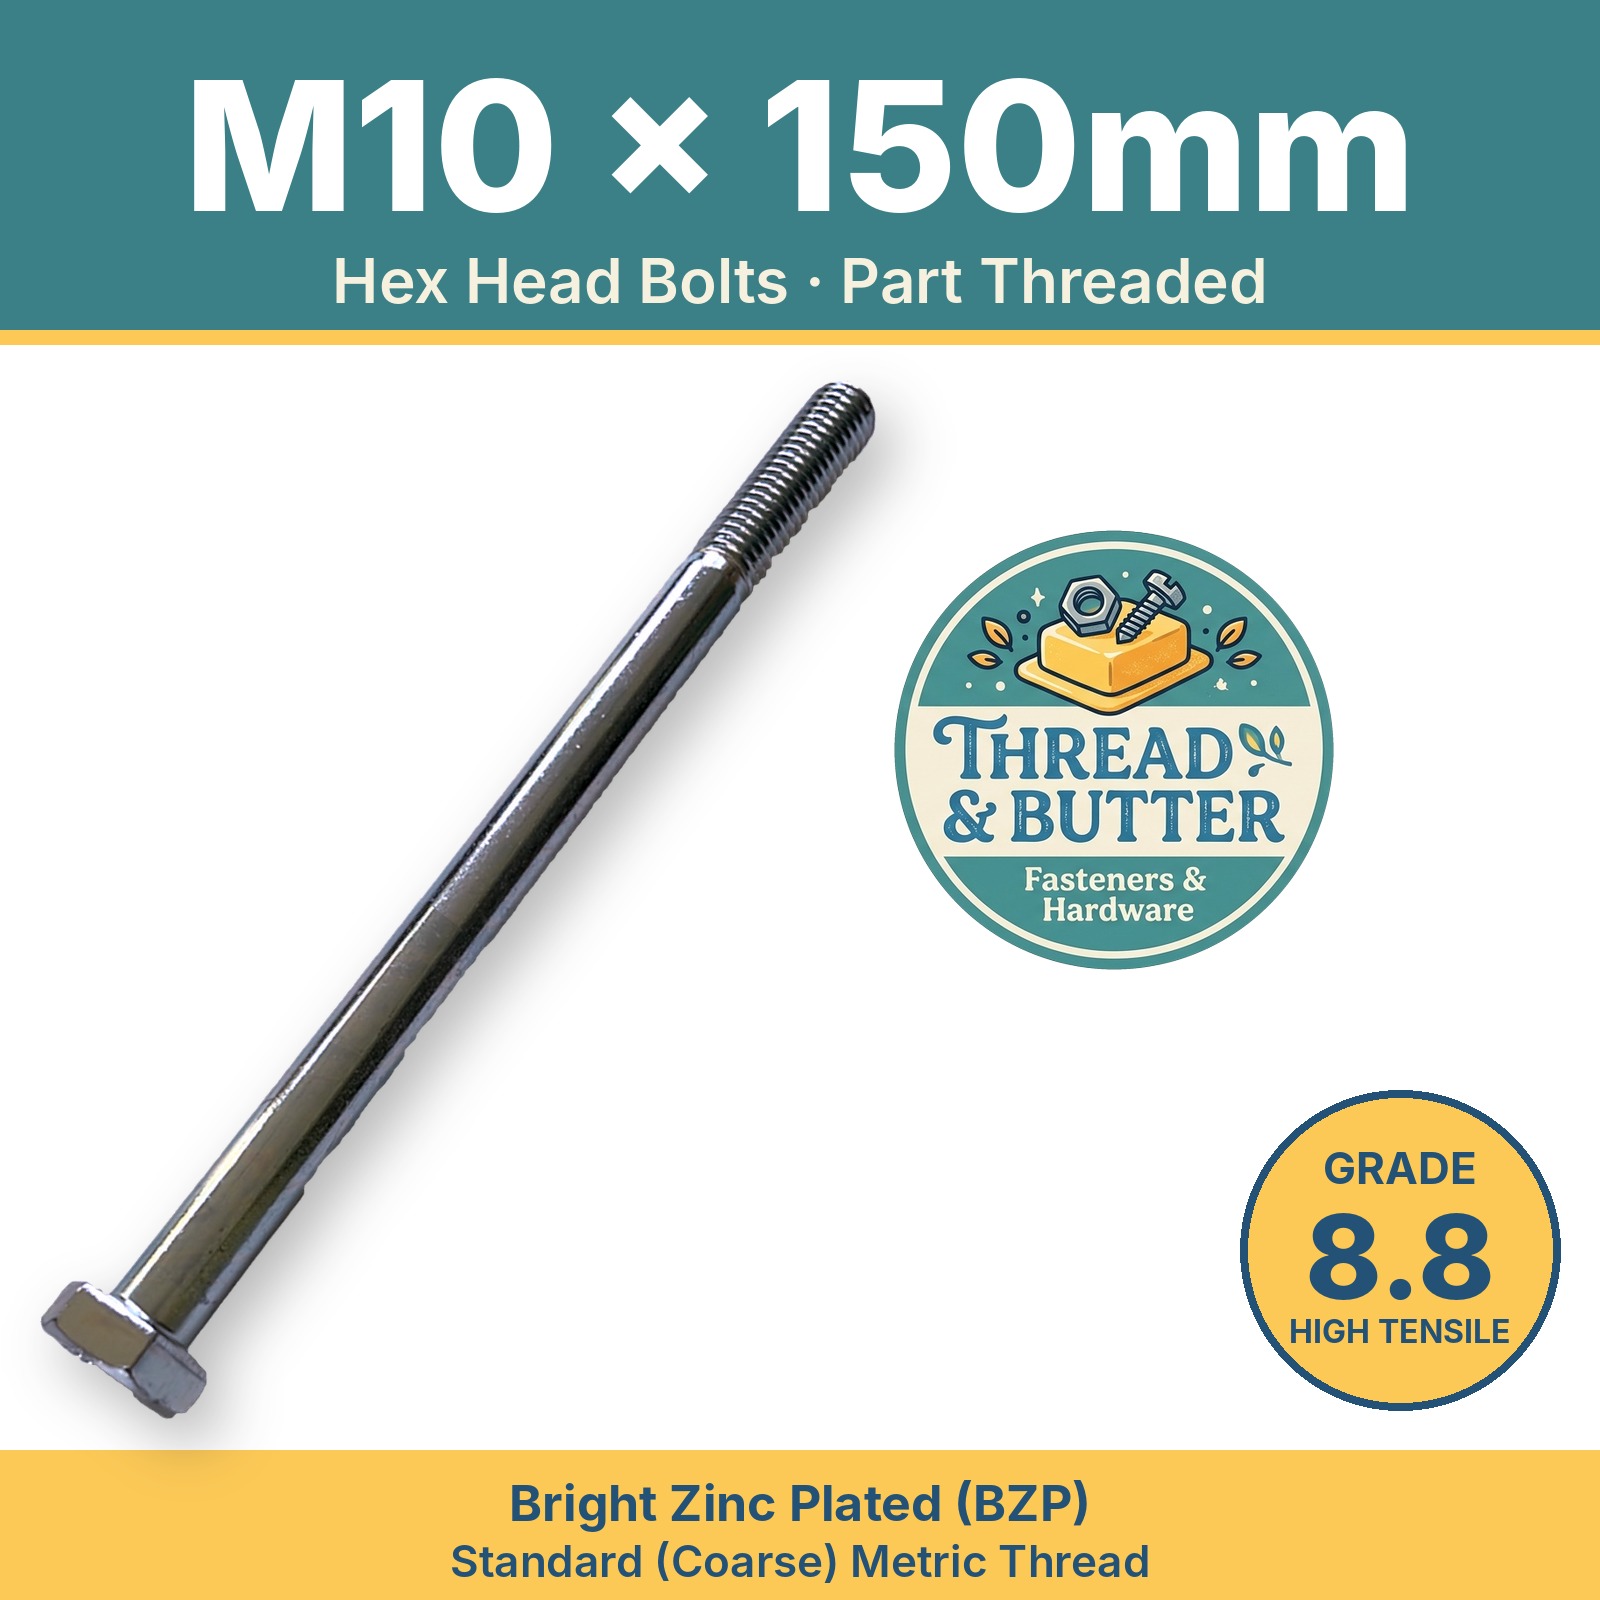 M10 × 150mm
Hex Head Bolts · Part Threaded
THREAD
& BUTTER
Fasteners &
Hardware
GRADE
8.8
HIGH TENSILE
Bright Zinc Plated (BZP)
Standard (Coarse) Metric Thread